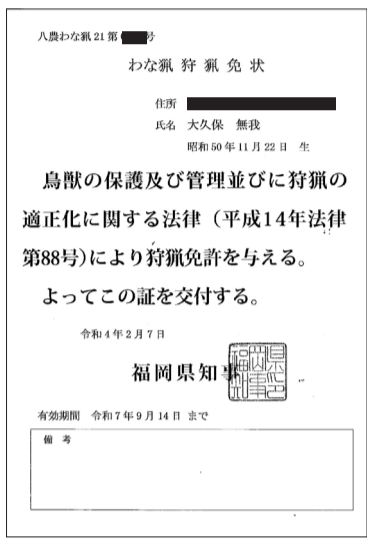 八農わな猟21第 号
わな猟 狩猟免状
住所
氏名 大久保 無我
昭和50年11月22日 生
鳥獣の保護及び管理並びに狩猟の
適正化に関する法律（平成14年法律
第88号）により狩猟免許を与える。
よってこの証を交付する。
令和4年2月7日
福岡県知事
有効期間 令和7年9月14日 まで
備 考